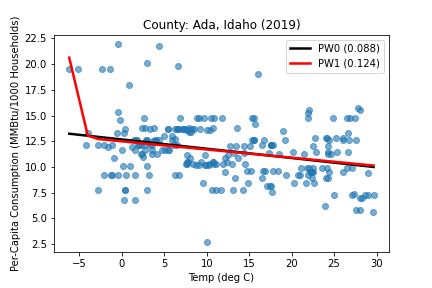 County: Ada, Idaho (2019)
PW0 (0.088)
PW1 (0.124)
Per-Capita Consumption (MMBtu/1000 Households)
22.5
20.0
17.5
15.0
12.5
10.0
7.5
5.0
2.5
−5 0 5 10 15 20 25 30
Temp (deg C)